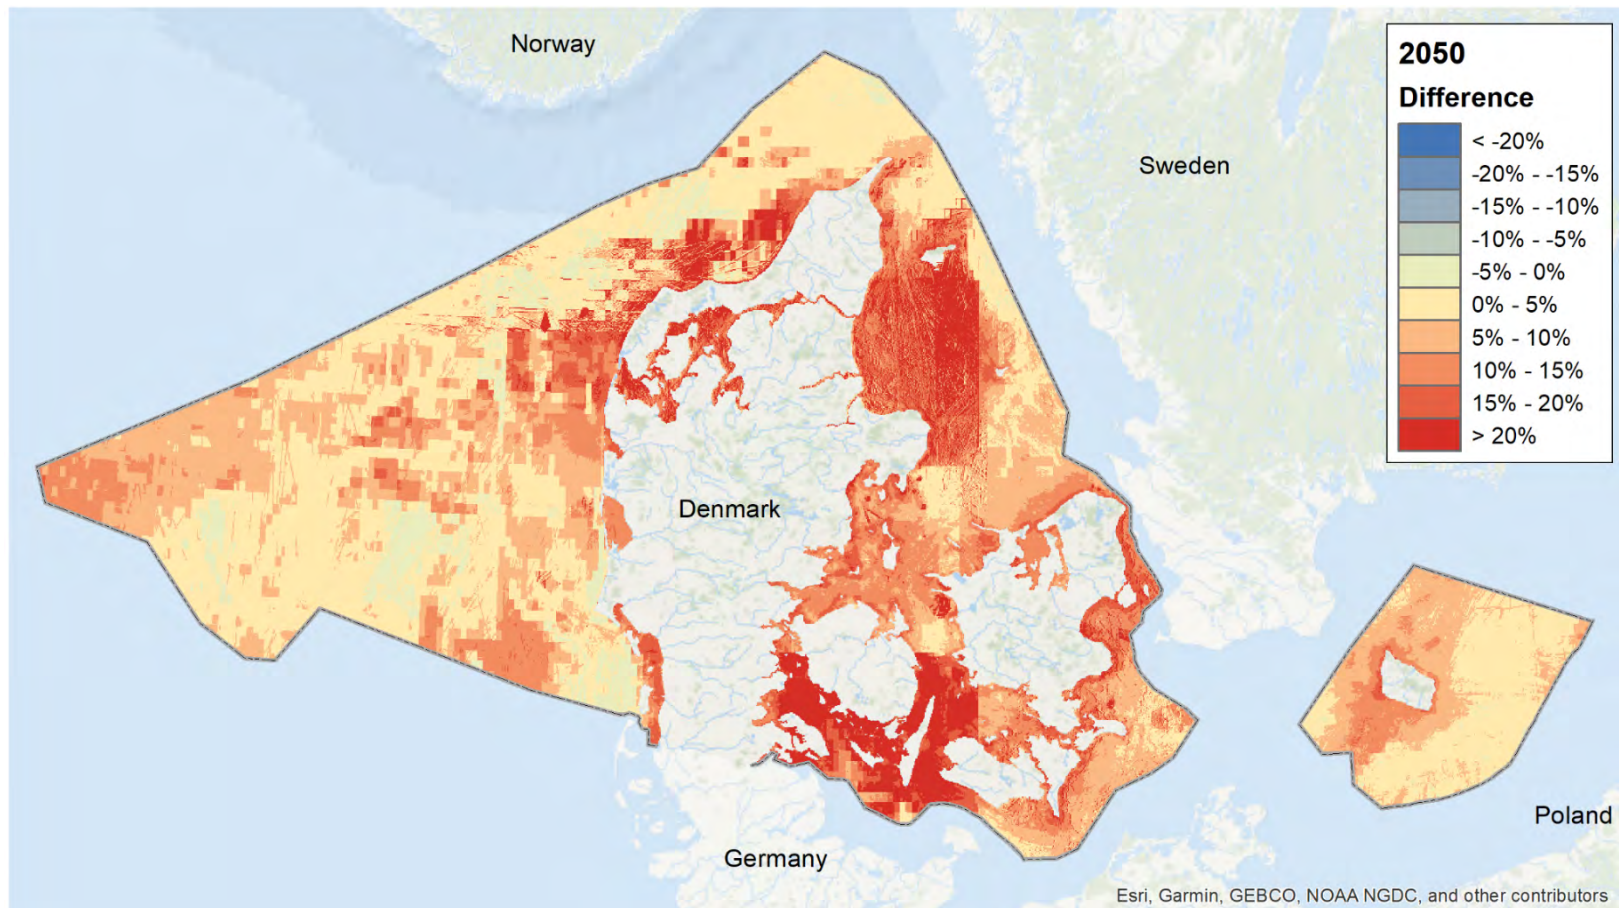 Norway
Sweden
Denmark
Germany
Poland
2050
Difference
< -20%
-20% - -15%
-15% - -10%
-10% - -5%
-5% - 0%
0% - 5%
5% - 10%
10% - 15%
15% - 20%
> 20%
Esri, Garmin, GEBCO, NOAA NGDC, and other contributors